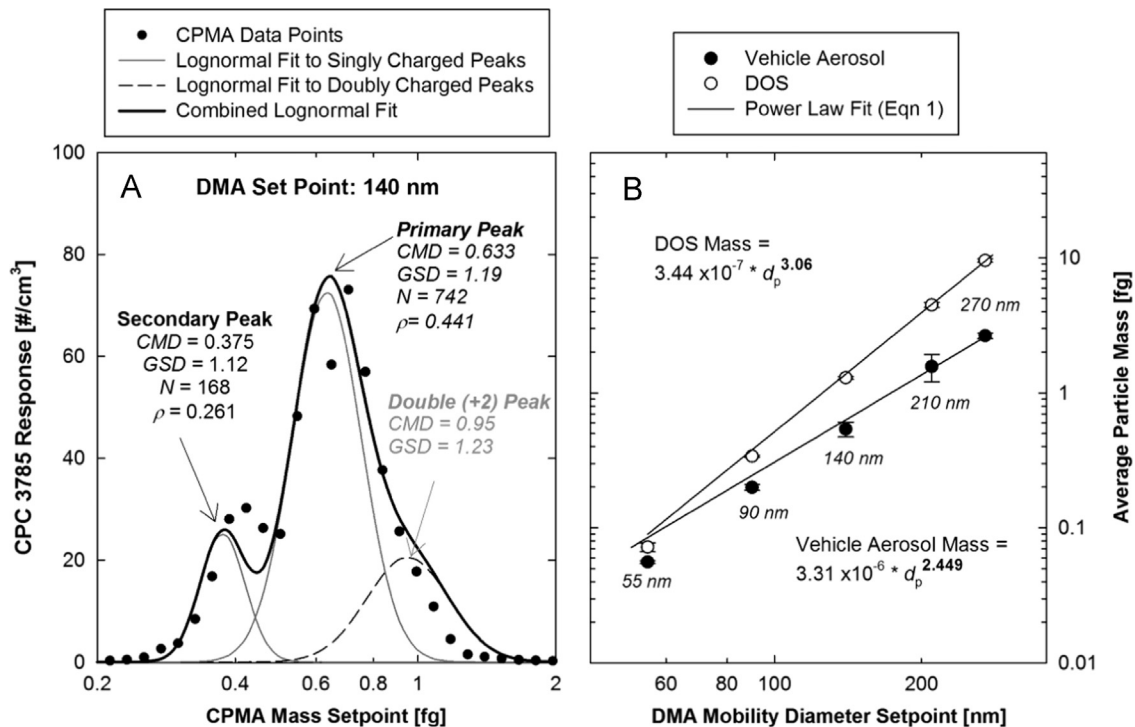 CPMA Data Points
Lognormal Fit to Singly Charged Peaks
Lognormal Fit to Doubly Charged Peaks
Combined Lognormal Fit
A
DMA Set Point: 140 nm
Primary Peak
CMD = 0.633
GSD = 1.19
N = 742
ρ= 0.441
Secondary Peak
CMD = 0.375
GSD = 1.12
N = 168
ρ = 0.261
Double (+2) Peak
CMD = 0.95
GSD = 1.23
CPC 3785 Response [#/cm³]
100
80
60
40
20
0
0.2 0.4 0.6 0.8 1 2
CPMA Mass Setpoint [fg]
Vehicle Aerosol
DOS
Power Law Fit (Eqn 1)
B
DOS Mass =
3.44 x10⁻⁷ * dₚ³·⁰⁶
270 nm
210 nm
140 nm
90 nm
55 nm
Vehicle Aerosol Mass =
3.31 x10⁻⁶ * dₚ²·⁴⁴⁹
10
1
0.1
0.01
Average Particle Mass [fg]
60 100 200
DMA Mobility Diameter Setpoint [nm]